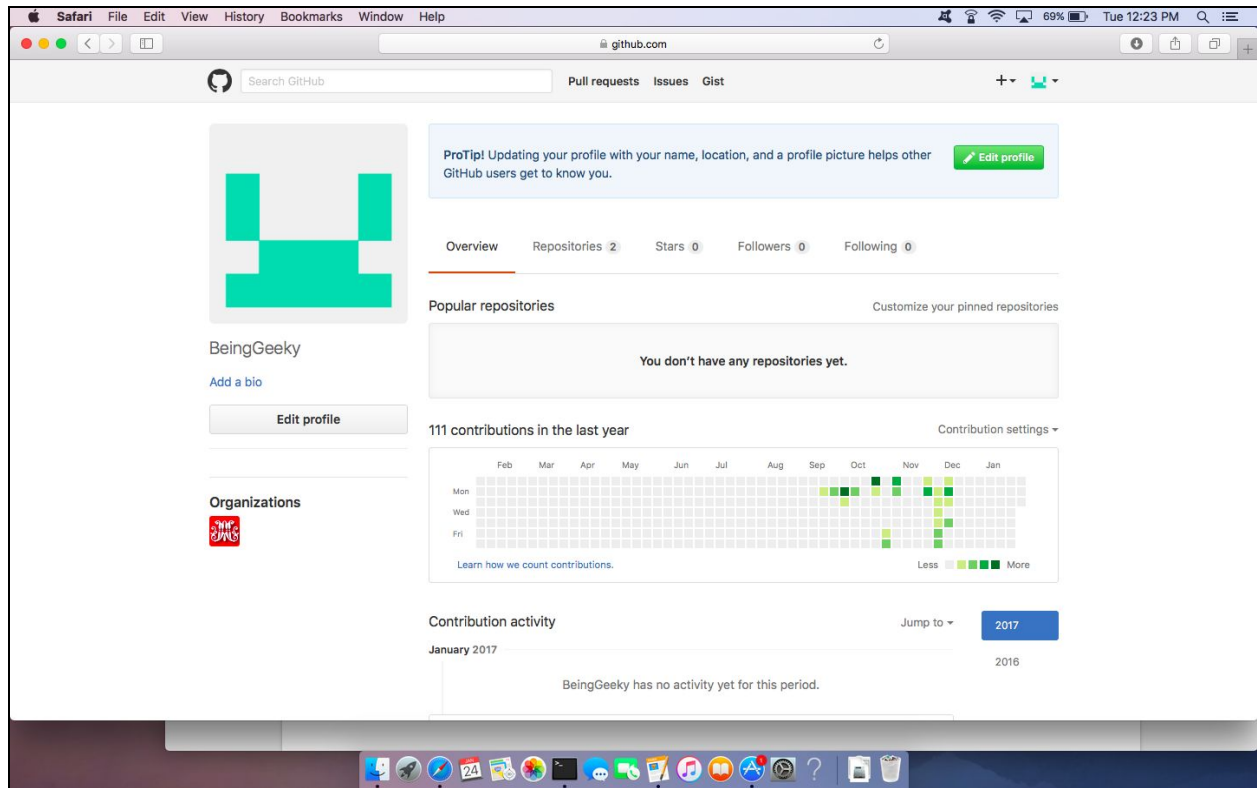 Safari File Edit View History Bookmarks Window Help 69% Tue 12:23 PM
github.com
Search GitHub Pull requests Issues Gist
ProTip! Updating your profile with your name, location, and a profile picture helps other
GitHub users get to know you.
Edit profile
Overview Repositories 2 Stars 0 Followers 0 Following 0
Popular repositories Customize your pinned repositories
You don't have any repositories yet.
BeingGeeky
Add a bio
Edit profile
Organizations
111 contributions in the last year Contribution settings
Feb Mar Apr May Jun Jul Aug Sep Oct Nov Dec Jan
Mon
Wed
Fri
Learn how we count contributions. Less More
Contribution activity Jump to 2017
January 2017
2016
BeingGeeky has no activity yet for this period.
24